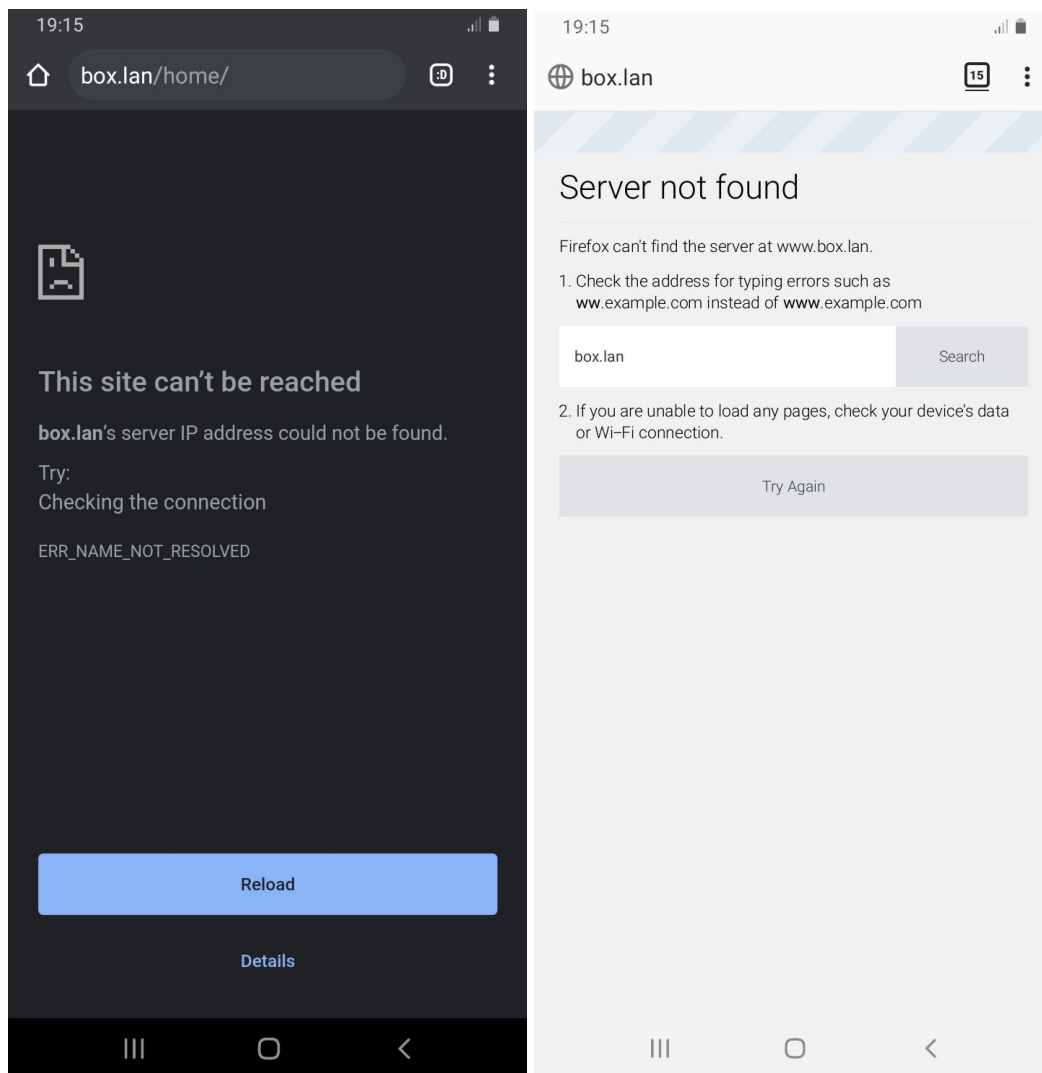 19:15
box.lan/home/
:D
This site can't be reached
box.lan's server IP address could not be found.
Try:
Checking the connection
ERR_NAME_NOT_RESOLVED
Reload
Details
19:15
box.lan
15
Server not found
Firefox can't find the server at www.box.lan.
1. Check the address for typing errors such as
ww.example.com instead of www.example.com
box.lan
Search
2. If you are unable to load any pages, check your device's data
or Wi-Fi connection.
Try Again